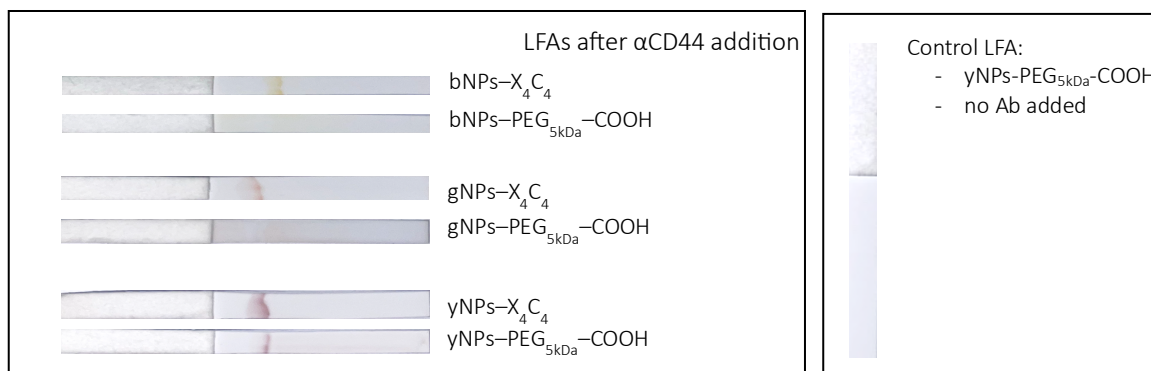 LFAs after αCD44 addition
bNPs–X₄C₄
bNPs–PEG₅ₖDₐ–COOH
gNPs–X₄C₄
gNPs–PEG₅ₖDₐ–COOH
yNPs–X₄C₄
yNPs–PEG₅ₖDₐ–COOH
Control LFA:
- yNPs-PEG₅ₖDₐ-COOH
- no Ab added